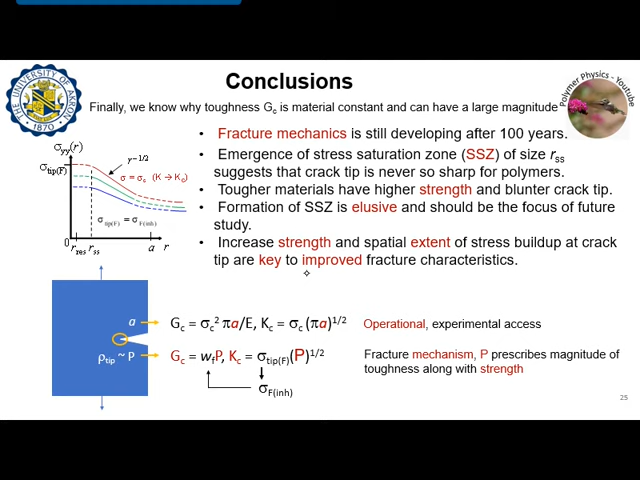 THE UNIVERSITY OF AKRON
1870
Conclusions
Polymer Physics - Youtube
Finally, we know why toughness Gc is material constant and can have a large magnitude
• Fracture mechanics is still developing after 100 years.
• Emergence of stress saturation zone (SSZ) of size rss
suggests that crack tip is never so sharp for polymers.
• Tougher materials have higher strength and blunter crack tip.
• Formation of SSZ is elusive and should be the focus of future
study.
• Increase strength and spatial extent of stress buildup at crack
tip are key to improved fracture characteristics.
σyy(r)
σtip(F)
γ−1/2
σ = σc (K → Kc)
σtip(F) = σF(inh)
0
rres
rss
a
r
a
Gc = σc² πa/E, Kc = σc (πa)^1/2
Operational, experimental access
ρtip ~ P
Gc = wfP, Kc = σtip(F)(P)^1/2
Fracture mechanism, P prescribes magnitude of
toughness along with strength
σF(inh)
25